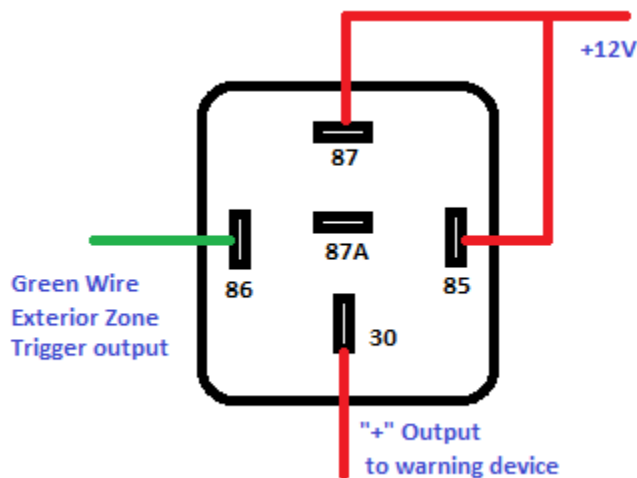 +12V
87
87A
86
85
Green Wire
Exterior Zone
Trigger output
30
"+" Output
to warning device